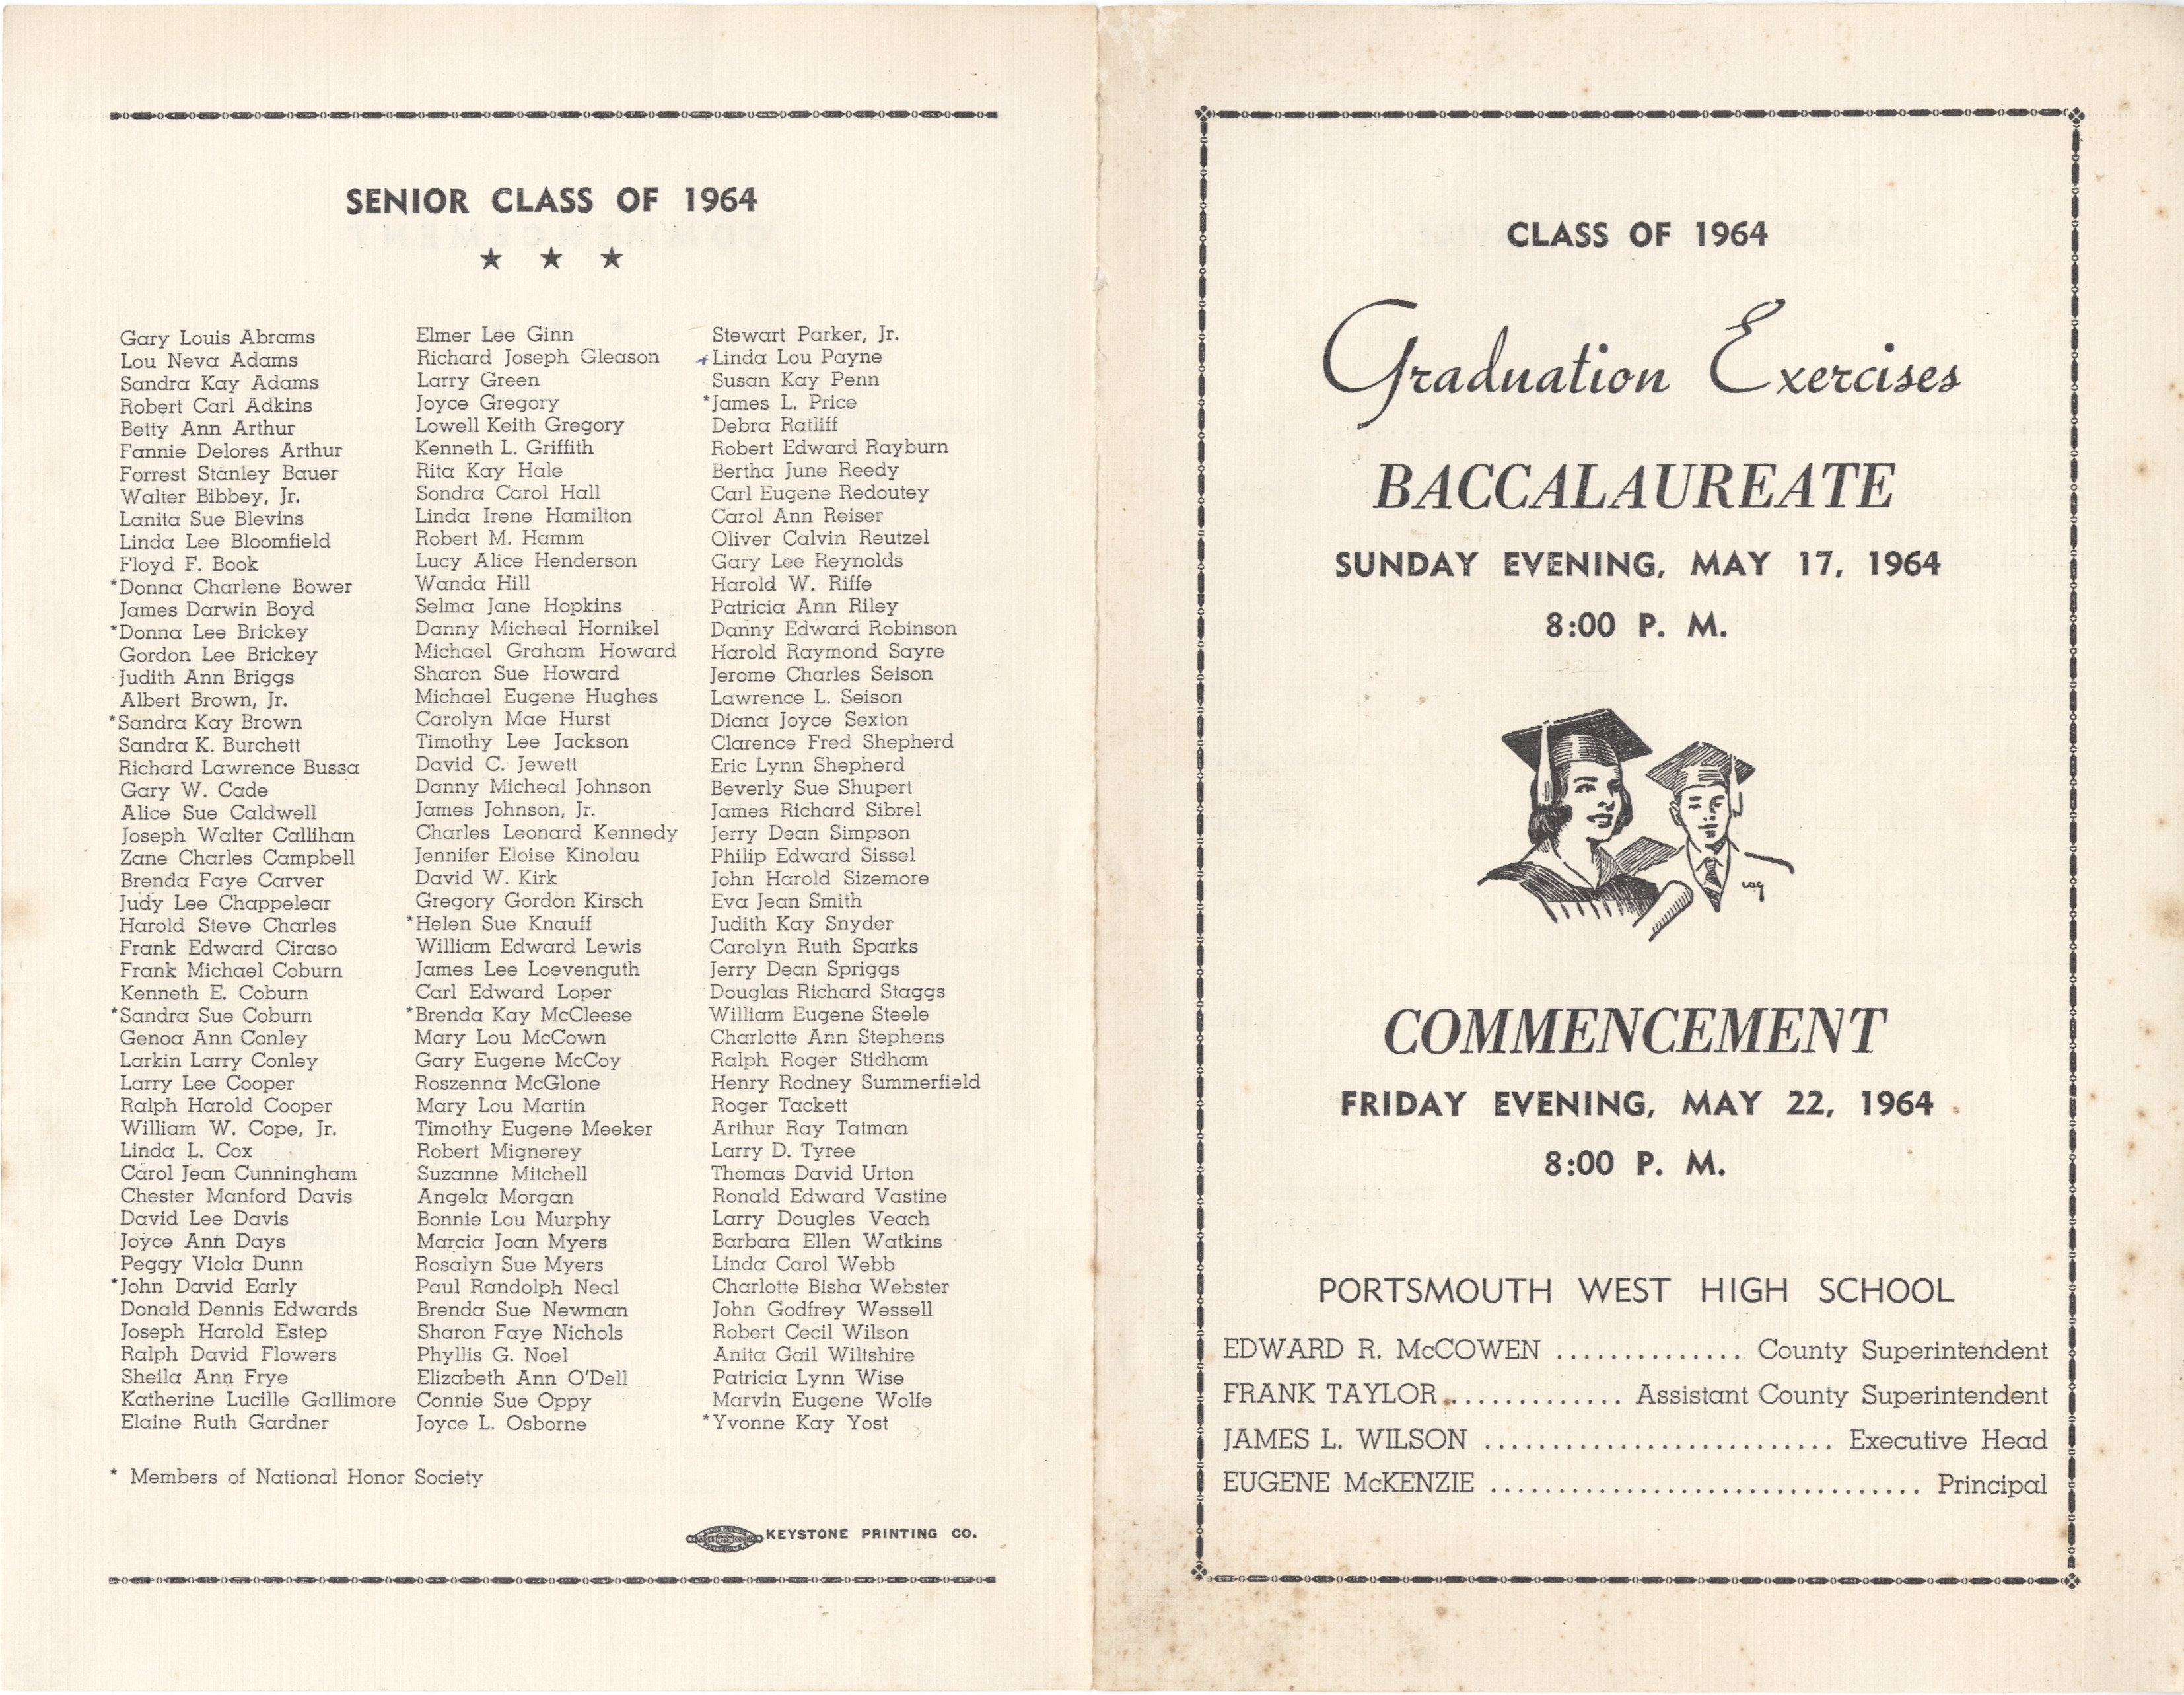 SENIOR CLASS OF 1964
★ ★ ★
Gary Louis Abrams
Lou Neva Adams
Sandra Kay Adams
Robert Carl Adkins
Betty Ann Arthur
Fannie Delores Arthur
Forrest Stanley Bauer
Walter Bibbey, Jr.
Lanita Sue Blevins
Linda Lee Bloomfield
Floyd F. Book
*Donna Charlene Bower
James Darwin Boyd
*Donna Lee Brickey
Gordon Lee Brickey
Judith Ann Briggs
Albert Brown, Jr.
*Sandra Kay Brown
Sandra K. Burchett
Richard Lawrence Bussa
Gary W. Cade
Alice Sue Caldwell
Joseph Walter Callihan
Zane Charles Campbell
Brenda Faye Carver
Judy Lee Chappelear
Harold Steve Charles
Frank Edward Ciraso
Frank Michael Coburn
Kenneth E. Coburn
*Sandra Sue Coburn
Genoa Ann Conley
Larkin Larry Conley
Larry Lee Cooper
Ralph Harold Cooper
William W. Cope, Jr.
Linda L. Cox
Carol Jean Cunningham
Chester Manford Davis
David Lee Davis
Joyce Ann Days
Peggy Viola Dunn
*John David Early
Donald Dennis Edwards
Joseph Harold Estep
Ralph David Flowers
Sheila Ann Frye
Katherine Lucille Gallimore
Elaine Ruth Gardner
Elmer Lee Ginn
Richard Joseph Gleason
Larry Green
Joyce Gregory
Lowell Keith Gregory
Kenneth L. Griffith
Rita Kay Hale
Sondra Carol Hall
Linda Irene Hamilton
Robert M. Hamm
Lucy Alice Henderson
Wanda Hill
Selma Jane Hopkins
Danny Micheal Hornikel
Michael Graham Howard
Sharon Sue Howard
Michael Eugene Hughes
Carolyn Mae Hurst
Timothy Lee Jackson
David C. Jewett
Danny Micheal Johnson
James Johnson, Jr.
Charles Leonard Kennedy
Jennifer Eloise Kinolau
David W. Kirk
Gregory Gordon Kirsch
*Helen Sue Knauff
William Edward Lewis
James Lee Loevenguth
Carl Edward Loper
*Brenda Kay McCleese
Mary Lou McCown
Gary Eugene McCoy
Roszenna McGlone
Mary Lou Martin
Timothy Eugene Meeker
Robert Mignerey
Suzanne Mitchell
Angela Morgan
Bonnie Lou Murphy
Marcia Joan Myers
Rosalyn Sue Myers
Paul Randolph Neal
Brenda Sue Newman
Sharon Faye Nichols
Phyllis G. Noel
Elizabeth Ann O'Dell
Connie Sue Oppy
Joyce L. Osborne
Stewart Parker, Jr.
+Linda Lou Payne
Susan Kay Penn
*James L. Price
Debra Ratliff
Robert Edward Rayburn
Bertha June Reedy
Carl Eugene Redoutey
Carol Ann Reiser
Oliver Calvin Reutzel
Gary Lee Reynolds
Harold W. Riffe
Patricia Ann Riley
Danny Edward Robinson
Harold Raymond Sayre
Jerome Charles Seison
Lawrence L. Seison
Diana Joyce Sexton
Clarence Fred Shepherd
Eric Lynn Shepherd
Beverly Sue Shupert
James Richard Sibrel
Jerry Dean Simpson
Philip Edward Sissel
John Harold Sizemore
Eva Jean Smith
Judith Kay Snyder
Carolyn Ruth Sparks
Jerry Dean Spriggs
Douglas Richard Staggs
William Eugene Steele
Charlotte Ann Stephens
Ralph Roger Stidham
Henry Rodney Summerfield
Roger Tackett
Arthur Ray Tatman
Larry D. Tyree
Thomas David Urton
Ronald Edward Vastine
Larry Dougles Veach
Barbara Ellen Watkins
Linda Carol Webb
Charlotte Bisha Webster
John Godfrey Wessell
Robert Cecil Wilson
Anita Gail Wiltshire
Patricia Lynn Wise
Marvin Eugene Wolfe
*Yvonne Kay Yost
* Members of National Honor Society
KEYSTONE PRINTING CO.
CLASS OF 1964
Graduation Exercises
BACCALAUREATE
SUNDAY EVENING, MAY 17, 1964
8:00 P. M.
COMMENCEMENT
FRIDAY EVENING, MAY 22, 1964
8:00 P. M.
PORTSMOUTH WEST HIGH SCHOOL
EDWARD R. McCOWEN .............. County Superintendent
FRANK TAYLOR ............. Assistant County Superintendent
JAMES L. WILSON .......................... Executive Head
EUGENE McKENZIE ................................ Principal